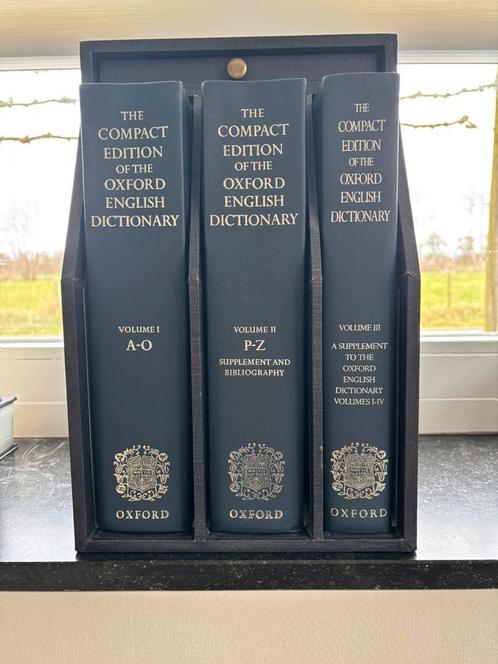 THE
COMPACT
EDITION
OF THE
OXFORD
ENGLISH
DICTIONARY
VOLUME I
A-O
OXFORD
THE
COMPACT
EDITION
OF THE
OXFORD
ENGLISH
DICTIONARY
VOLUME II
P-Z
SUPPLEMENT AND
BIBLIOGRAPHY
OXFORD
THE
COMPACT
EDITION
OF THE
OXFORD
ENGLISH
DICTIONARY
VOLUME III
A SUPPLEMENT
TO THE
OXFORD
ENGLISH
DICTIONARY
VOLUMES I-IV
OXFORD